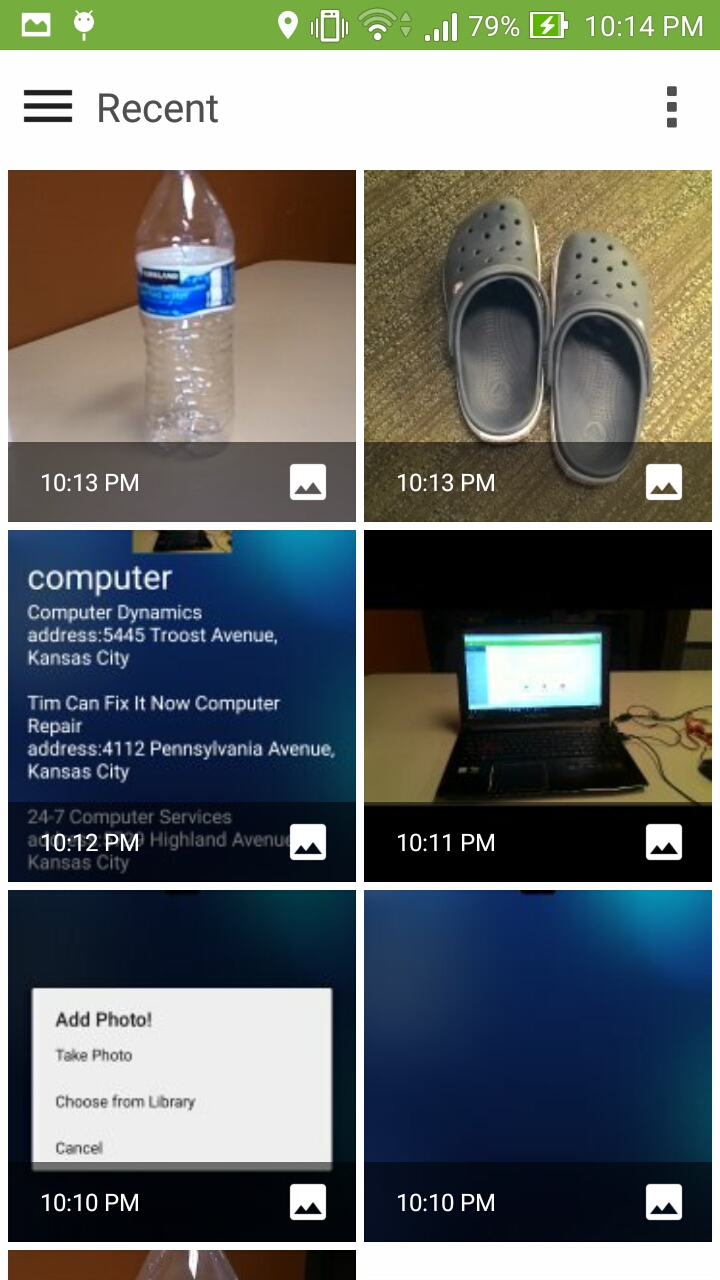 79% 10:14 PM
Recent
KIRKLAND
10:13 PM
10:13 PM
computer
Computer Dynamics
address:5445 Troost Avenue,
Kansas City
Tim Can Fix It Now Computer
Repair
address:4112 Pennsylvania Avenue,
Kansas City
24-7 Computer Services
Highland Avenue
Kansas City
10:12 PM
10:11 PM
Add Photo!
Take Photo
Choose from Library
Cancel
10:10 PM
10:10 PM